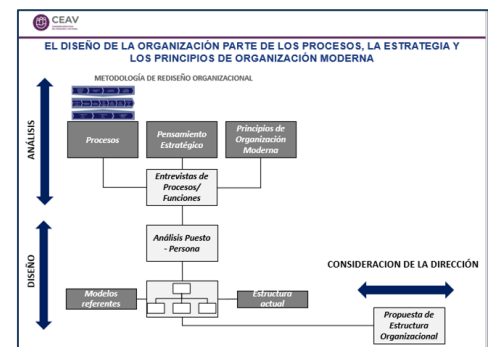 CEAV
EL DISEÑO DE LA ORGANIZACIÓN PARTE DE LOS PROCESOS, LA ESTRATEGIA Y
LOS PRINCIPIOS DE ORGANIZACIÓN MODERNA
METODOLOGÍA DE REDISEÑO ORGANIZACIONAL
ANÁLISIS
Procesos
Pensamiento
Estratégico
Principios de
Organización
Moderna
Entrevistas de
Procesos/
Funciones
DISEÑO
Análisis Puesto
- Persona
CONSIDERACION DE LA DIRECCIÓN
Modelos
referentes
Estructura
actual
Propuesta de
Estructura
Organizacional